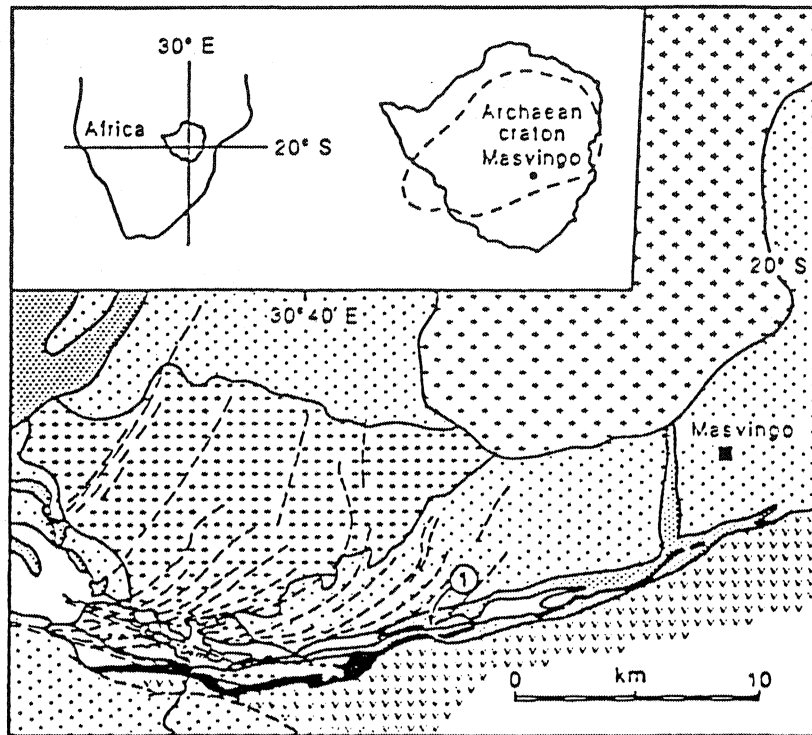 30° E
Africa
20° S
Archaean
craton
Masvingo
20° S
30°40' E
Masvingo
1
km
0 10